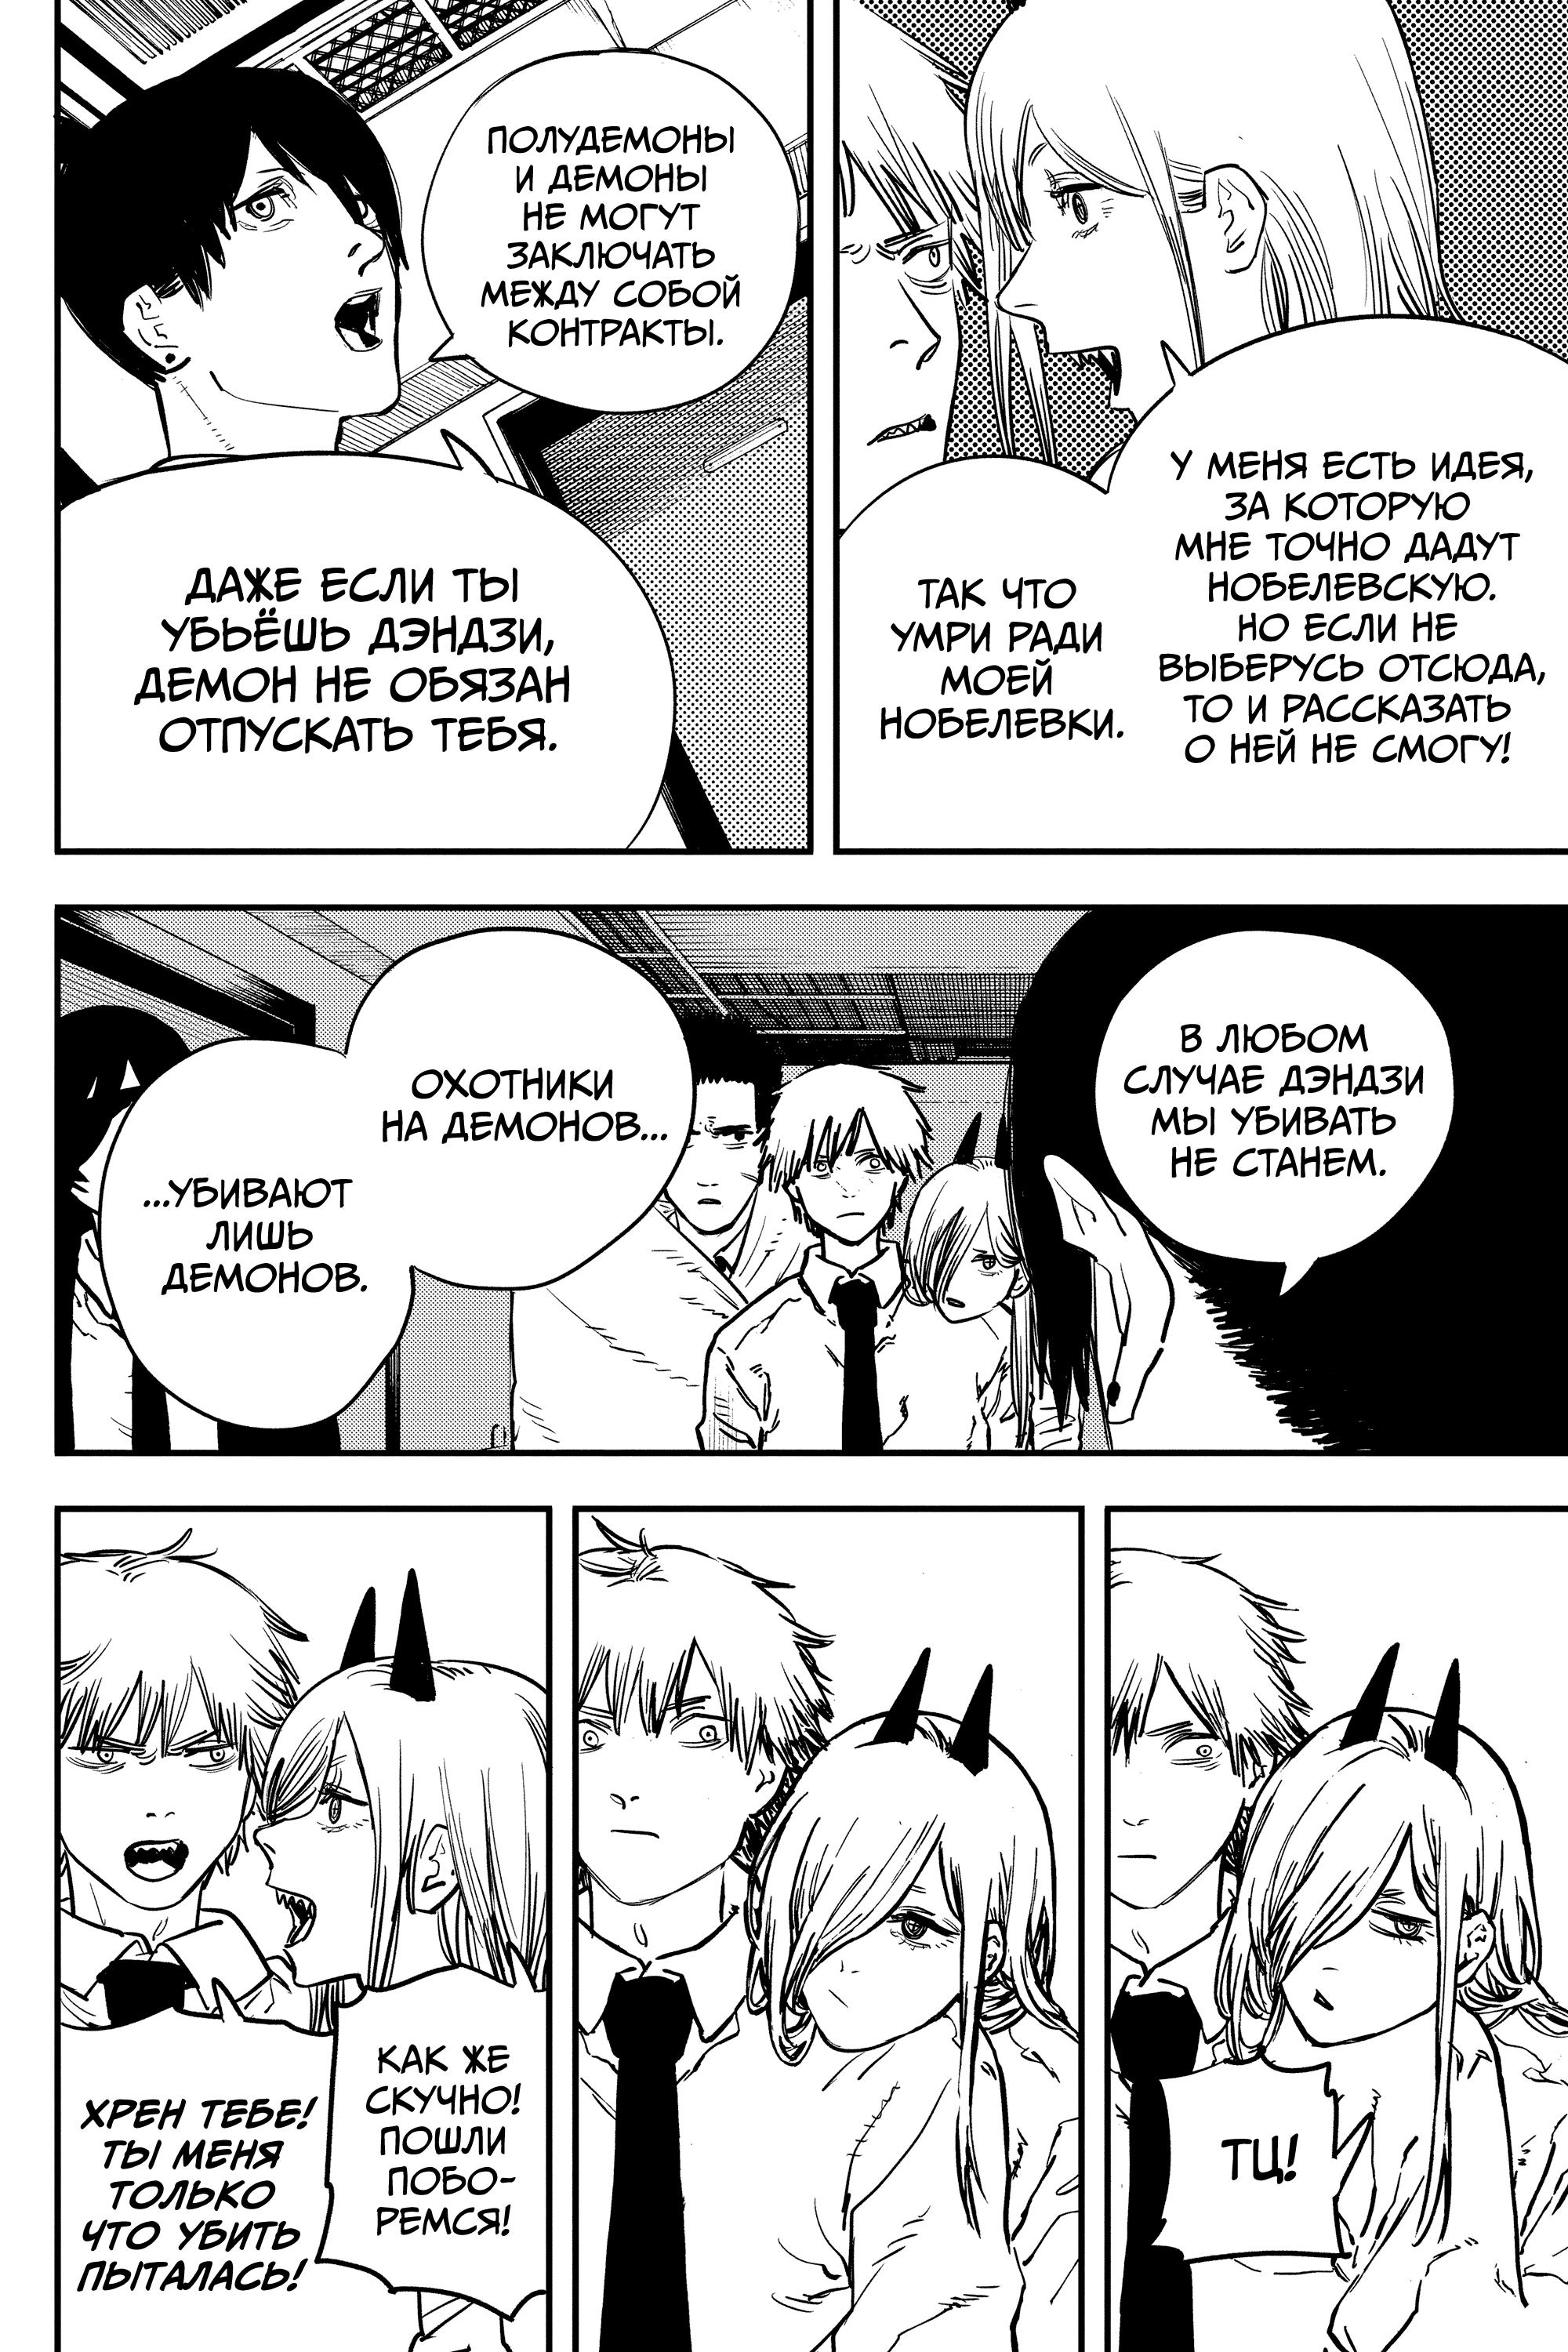 У МЕНЯ ЕСТЬ ИДЕЯ,
ЗА КОТОРУЮ
МНЕ ТОЧНО ДАДУТ
НОБЕЛЕВСКУЮ.
НО ЕСЛИ НЕ
ВЫБЕРУСЬ ОТСЮДА,
ТО И РАССКАЗАТЬ
О НЕЙ НЕ СМОГУ!
ТАК ЧТО
УМРИ РАДИ
МОЕЙ
НОБЕЛЕВКИ.
ПОЛУДЕМОНЫ
И ДЕМОНЫ
НЕ МОГУТ
ЗАКЛЮЧАТЬ
МЕЖДУ СОБОЙ
КОНТРАКТЫ.
ДАЖЕ ЕСЛИ ТЫ
УБЬЁШЬ ДЭНДЗИ,
ДЕМОН НЕ ОБЯЗАН
ОТПУСКАТЬ ТЕБЯ.
В ЛЮБОМ
СЛУЧАЕ ДЭНДЗИ
МЫ УБИВАТЬ
НЕ СТАНЕМ.
ОХОТНИКИ
НА ДЕМОНОВ...
...УБИВАЮТ
ЛИШЬ
ДЕМОНОВ.
ТЦ!
КАК ЖЕ
СКУЧНО!
ПОШЛИ
ПОБО-
РЕМСЯ!
ХРЕН ТЕБЕ!
ТЫ МЕНЯ
ТОЛЬКО
ЧТО УБИТЬ
ПЫТАЛАСЬ!